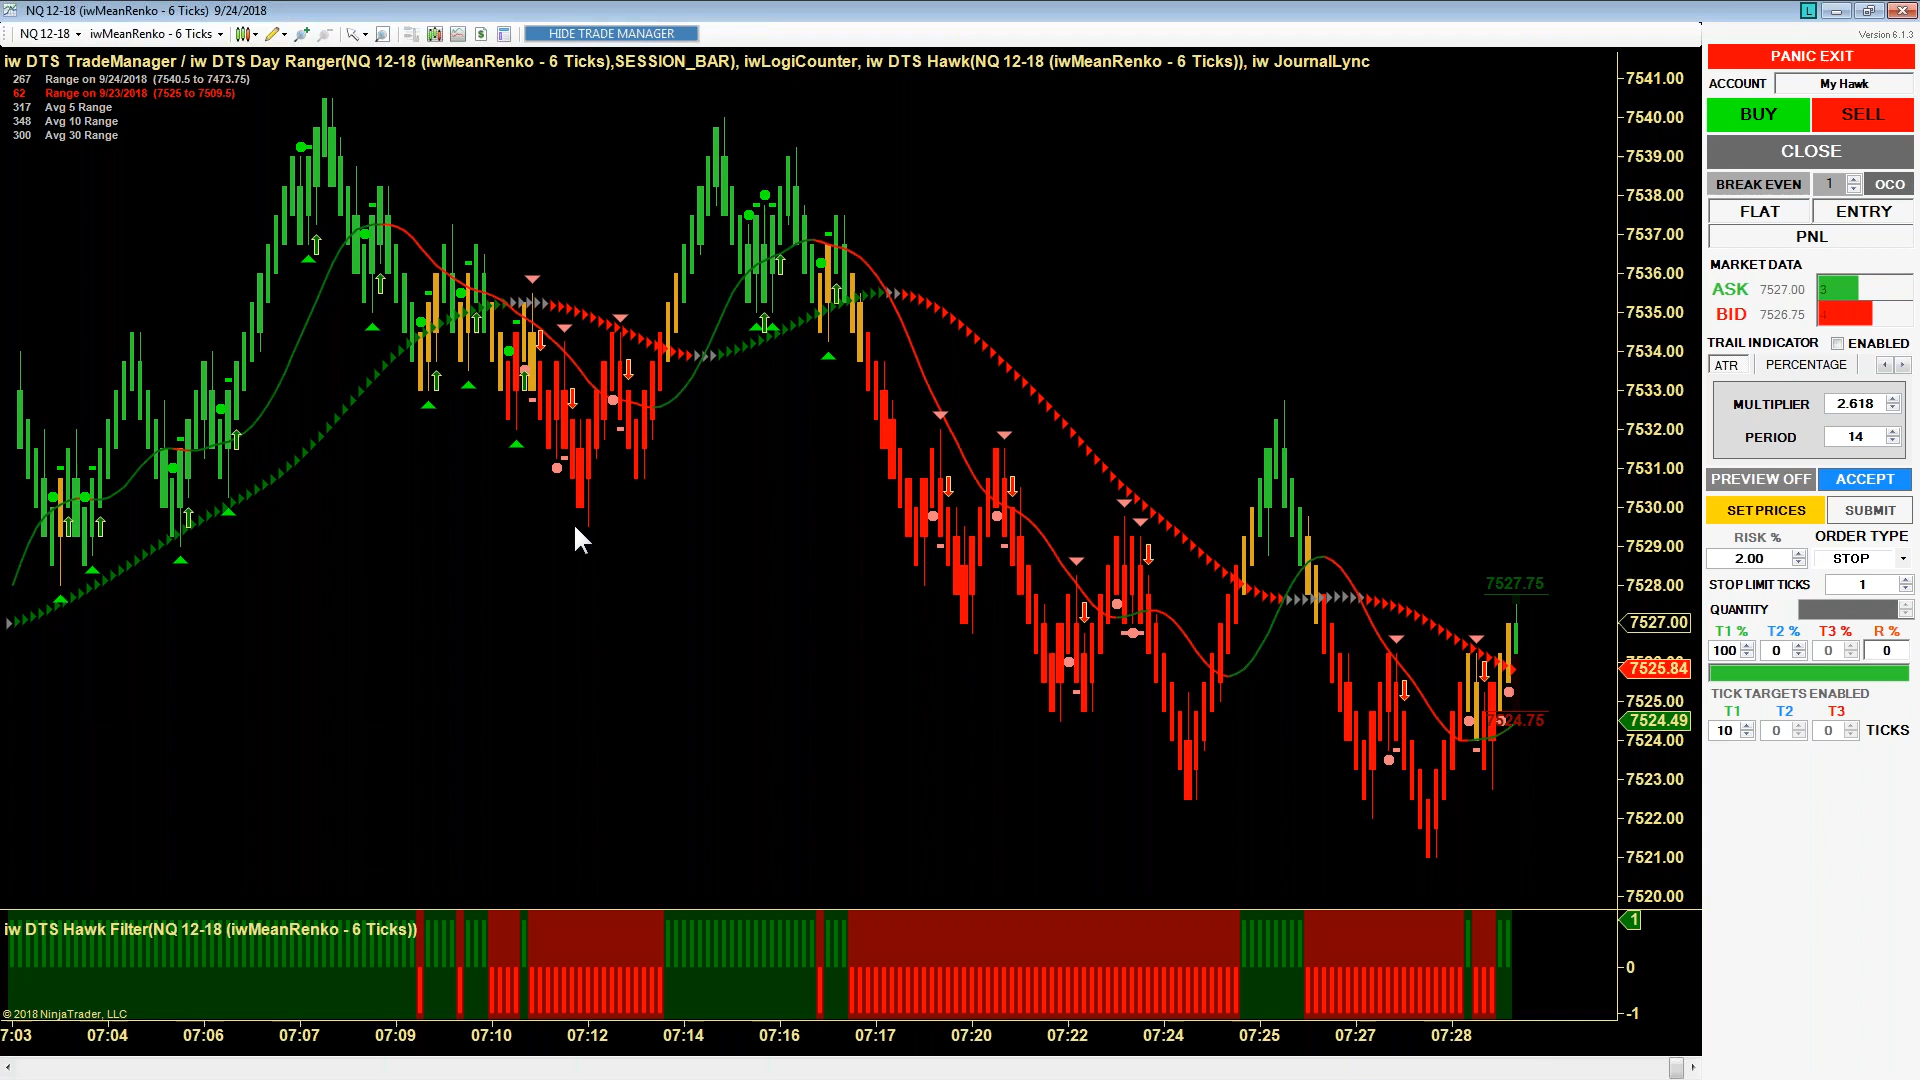 NQ 12-18 (iwMeanRenko - 6 Ticks) 9/24/2018
L
NQ 12-18 iwMeanRenko - 6 Ticks
HIDE TRADE MANAGER
Version 6.1.3
iw DTS TradeManager / iw DTS Day Ranger(NQ 12-18 (iwMeanRenko - 6 Ticks),SESSION_BAR), iwLogiCounter, iw DTS Hawk(NQ 12-18 (iwMeanRenko - 6 Ticks)), iw JournalLync
267 Range on 9/24/2018 (7540.5 to 7473.75)
62 Range on 9/23/2018 (7525 to 7509.5)
317 Avg 5 Range
348 Avg 10 Range
300 Avg 30 Range
7541.00
7540.00
7539.00
7538.00
7537.00
7536.00
7535.00
7534.00
7533.00
7532.00
7531.00
7530.00
7529.00
7528.00
7527.00
7525.84
7525.00
7524.49
7524.00
7523.00
7522.00
7521.00
7520.00
7527.75
7524.75
iw DTS Hawk Filter(NQ 12-18 (iwMeanRenko - 6 Ticks))
1
0
-1
© 2018 NinjaTrader, LLC
7:03 07:04 07:06 07:07 07:09 07:10 07:12 07:14 07:16 07:17 07:20 07:22 07:24 07:25 07:27 07:28
PANIC EXIT
ACCOUNT My Hawk
BUY SELL
CLOSE
BREAK EVEN 1 OCO
FLAT ENTRY
PNL
MARKET DATA
ASK 7527.00 3
BID 7526.75 4
TRAIL INDICATOR ENABLED
ATR PERCENTAGE
MULTIPLIER 2.618
PERIOD 14
PREVIEW OFF ACCEPT
SET PRICES SUBMIT
RISK % ORDER TYPE
2.00 STOP
STOP LIMIT TICKS 1
QUANTITY
T1 % T2 % T3 % R %
100 0 0 0
TICK TARGETS ENABLED
T1 T2 T3
10 0 0 TICKS